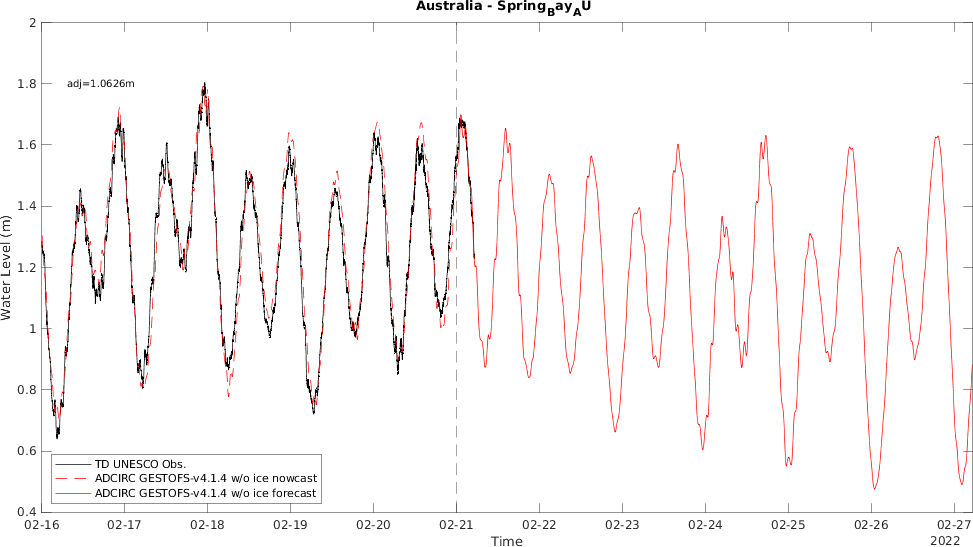 Australia - SpringBayAU
2
1.8
1.6
1.4
1.2
1
0.8
0.6
0.4
Water Level (m)
adj=1.0626m
TD UNESCO Obs.
ADCIRC GESTOFS-v4.1.4 w/o ice nowcast
ADCIRC GESTOFS-v4.1.4 w/o ice forecast
02-16 02-17 02-18 02-19 02-20 02-21 02-22 02-23 02-24 02-25 02-26 02-27
Time
2022